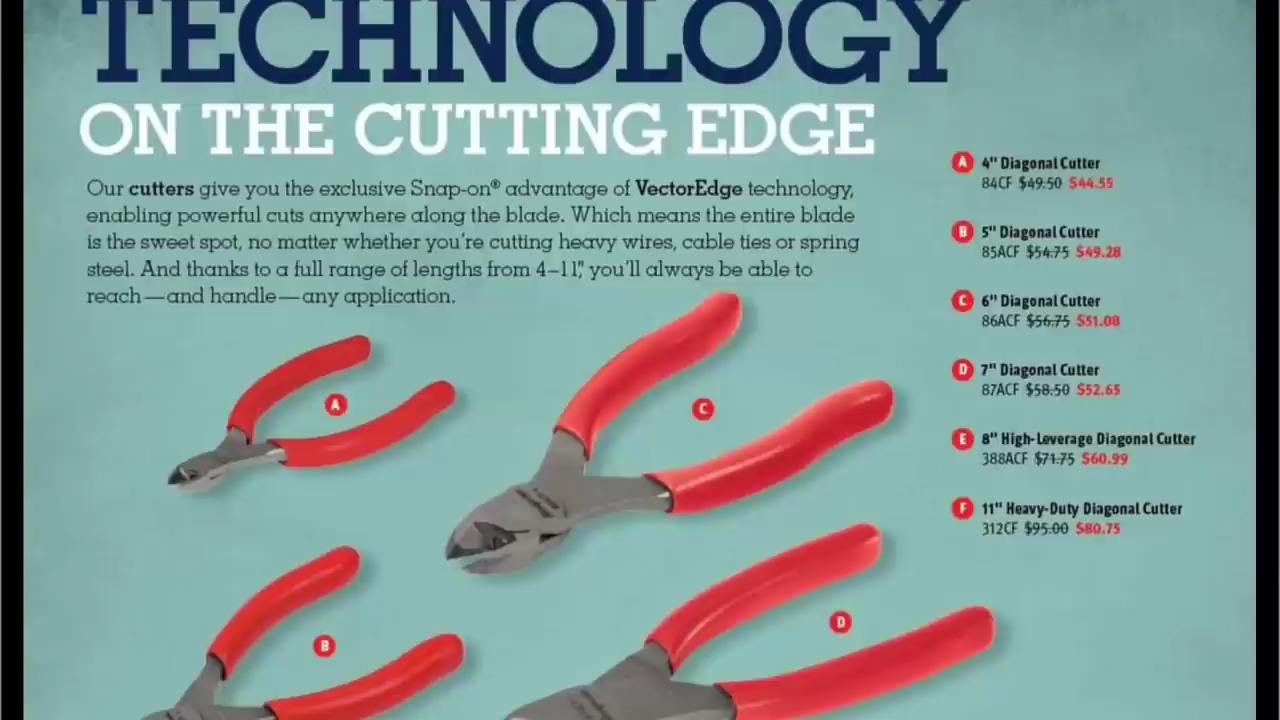 TECHNOLOGY
ON THE CUTTING EDGE
Our cutters give you the exclusive Snap-on® advantage of VectorEdge technology,
enabling powerful cuts anywhere along the blade. Which means the entire blade
is the sweet spot, no matter whether you're cutting heavy wires, cable ties or spring
steel. And thanks to a full range of lengths from 4–11", you'll always be able to
reach—and handle—any application.
A 4" Diagonal Cutter
84CF $49.50 $44.55
B 5" Diagonal Cutter
85ACF $54.75 $49.28
C 6" Diagonal Cutter
86ACF $56.75 $51.08
D 7" Diagonal Cutter
87ACF $58.50 $52.65
E 8" High-Leverage Diagonal Cutter
388ACF $71.75 $60.99
F 11" Heavy-Duty Diagonal Cutter
312CF $95.00 $80.75
A
C
B
D